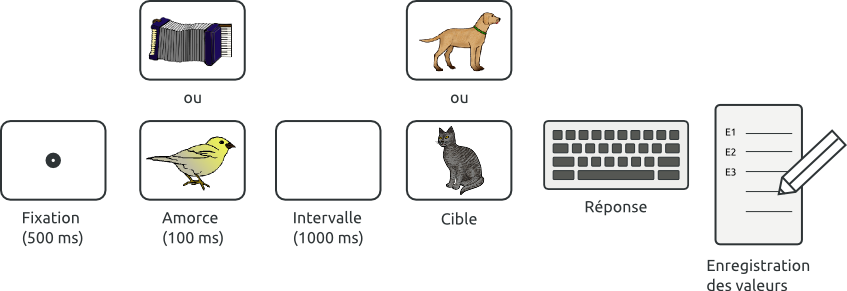 ou
ou
Fixation
(500 ms)
Amorce
(100 ms)
Intervalle
(1000 ms)
Cible
Réponse
E1
E2
E3
Enregistration
des valeurs